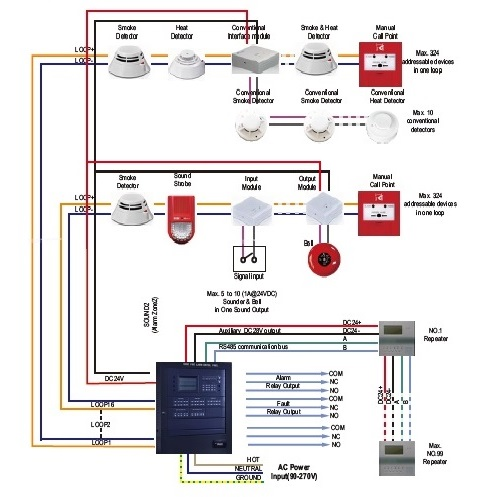 Smoke
Detector
Heat
Detector
Conventional
Interface module
Smoke & Heat
Detector
Manual
Call Point
LOOP+
LOOP-
Max. 324
addressable devices
in one loop
Conventional
Smoke Detector
Conventional
Smoke Detector
Conventional
Heat Detector
Max. 10
conventional
detectors
Smoke
Detector
Sound
Strobe
Input
Module
Output
Module
Manual
Call Point
LOOP+
LOOP-
Max. 324
addressable devices
in one loop
Signal input
Bell
Max. 5 to 10 (1A@24VDC)
Sounder & Bell
in One Sound Output
SOUND2
(Alarm Zone2)
DC24+
Auxiliary DC28V output
DC24-
A
RS485 communication bus
B
NO.1
Repeater
DC24V
Alarm
Relay Output
COM
NC
NO
Fault
Relay Output
COM
NC
NO
COM
NC
NO
DC24+
DC24-
A
B
LOOP16
LOOP2
LOOP1
Max.
NO.99
Repeater
HOT
NEUTRAL
GROUND
AC Power
Input(90-270V)